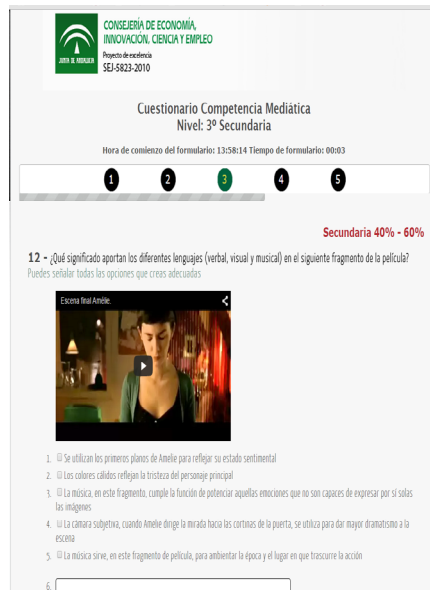 CONSEJERÍA DE ECONOMÍA,
INNOVACIÓN, CIENCIA Y EMPLEO
Proyecto de excelencia
SEJ-5823-2010
JUNTA DE ANDALUCIA
Cuestionario Competencia Mediática
Nivel: 3º Secundaria
Hora de comienzo del formulario: 13:58:14 Tiempo de formulario: 00:03
1 2 3 4 5
Secundaria 40% - 60%
12 - ¿Qué significado aportan los diferentes lenguajes (verbal, visual y musical) en el siguiente fragmento de la película?
Puedes señalar todas las opciones que creas adecuadas
Escena final Amélie.
1. Se utilizan los primeros planos de Amelie para reflejar su estado sentimental
2. Los colores cálidos reflejan la tristeza del personaje principal
3. La música, en este fragmento, cumple la función de potenciar aquellas emociones que no son capaces de expresar por sí solas
las imágenes
4. La cámara subjetiva, cuando Amelie dirige la mirada hacia las cortinas de la puerta, se utiliza para dar mayor dramatismo a la
escena
5. La música sirve, en este fragmento de película, para ambientar la época y el lugar en que trascurre la acción
6.